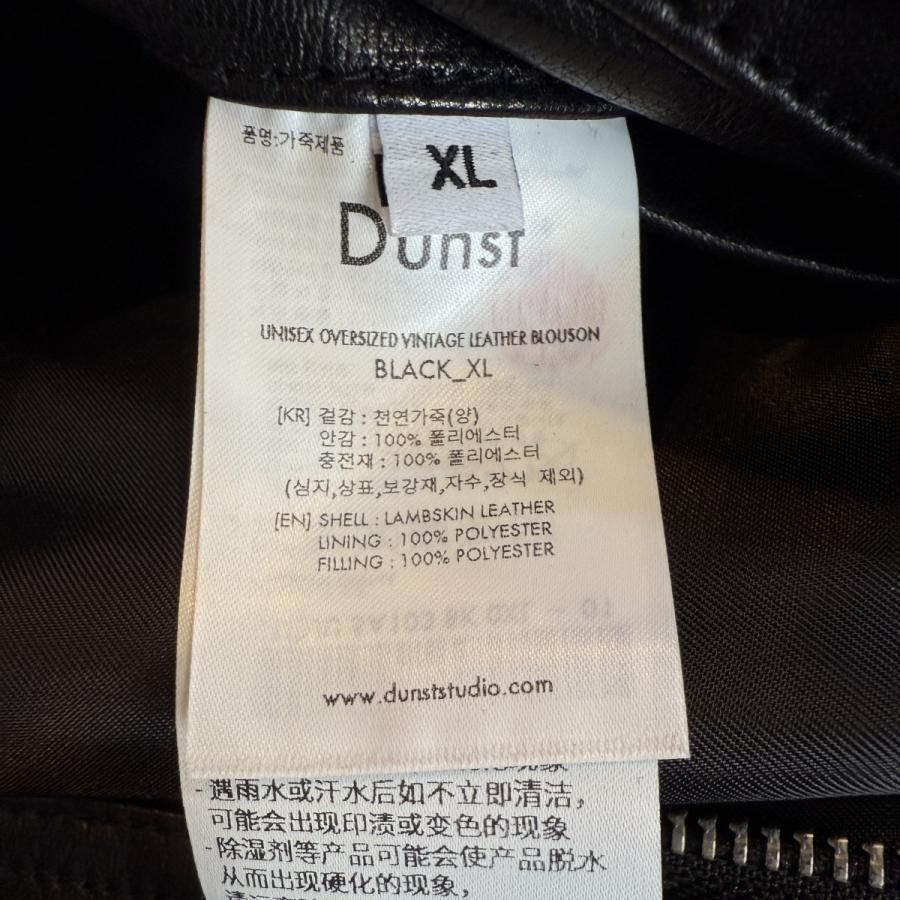 품명:가죽제품
XL
Dunst
UNISEX OVERSIZED VINTAGE LEATHER BLOUSON
BLACK_XL
[KR] 겉감 : 천연가죽(양)
안감 : 100% 폴리에스터
충전재 : 100% 폴리에스터
(심지,상표,보강재,자수,장식 제외)
[EN] SHELL : LAMBSKIN LEATHER
LINING : 100% POLYESTER
FILLING : 100% POLYESTER
www.dunststudio.com
- 遇雨水或汗水后如不立即清洁,
可能会出现印渍或变色的现象
-除湿剂等产品可能会使产品脱水
从而出现硬化的现象,